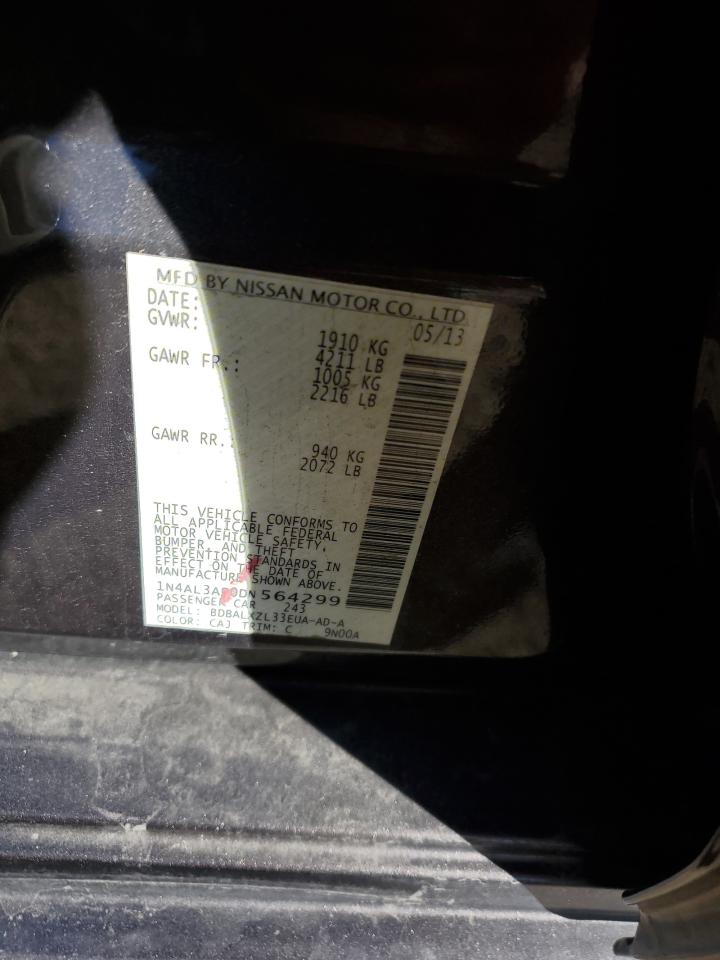 MFD BY NISSAN MOTOR CO., LTD.
DATE: 05/13
GVWR: 1910 KG
4211 LB
GAWR FR.: 1005 KG
2216 LB
GAWR RR.: 940 KG
2072 LB
THIS VEHICLE CONFORMS TO
ALL APPLICABLE FEDERAL
MOTOR VEHICLE SAFETY,
BUMPER, AND THEFT
PREVENTION STANDARDS IN
EFFECT ON THE DATE OF
MANUFACTURE SHOWN ABOVE.
564299
PASSENGER CAR 243
MODEL: BDBALKZL33EUA-AD-A
COLOR: CAJ TRIM: C 9N00A